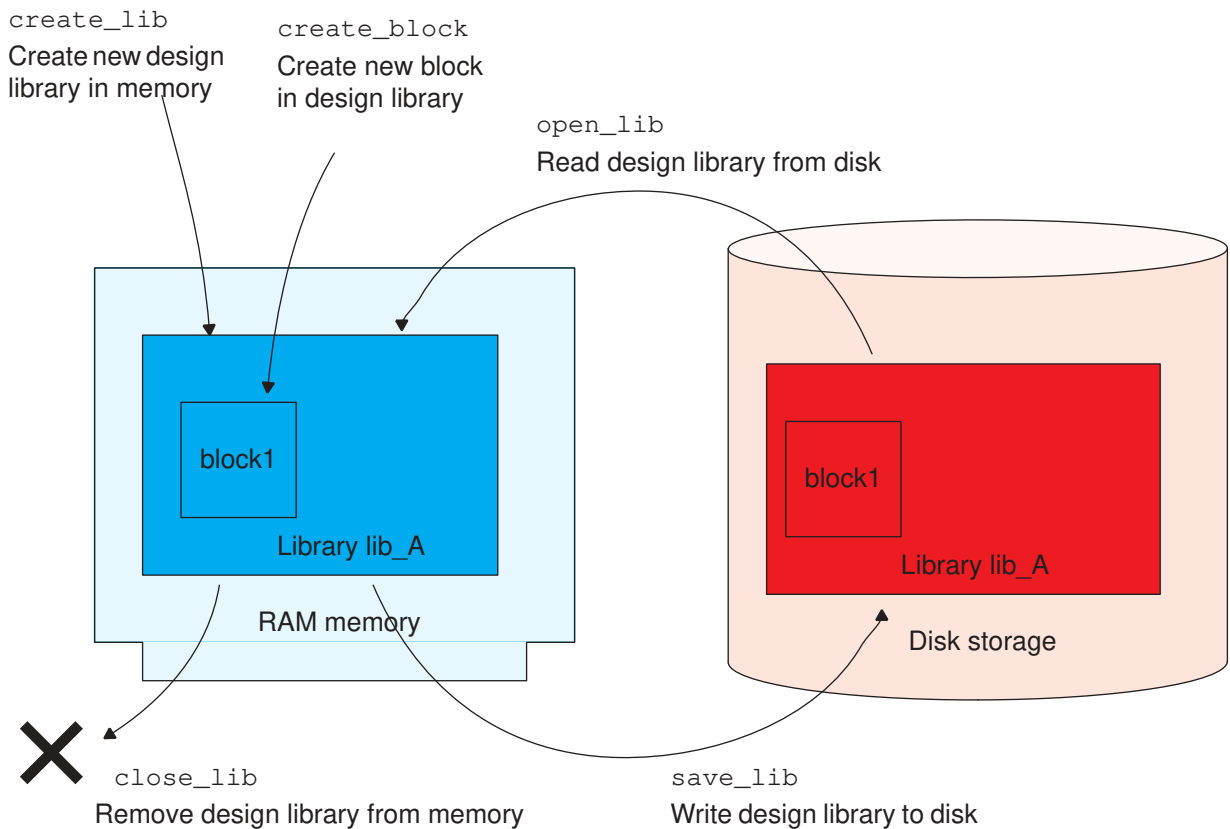 create_lib
Create new design
library in memory
create_block
Create new block
in design library
open_lib
Read design library from disk
block1
Library lib_A
RAM memory
block1
Library lib_A
Disk storage
close_lib
Remove design library from memory
save_lib
Write design library to disk